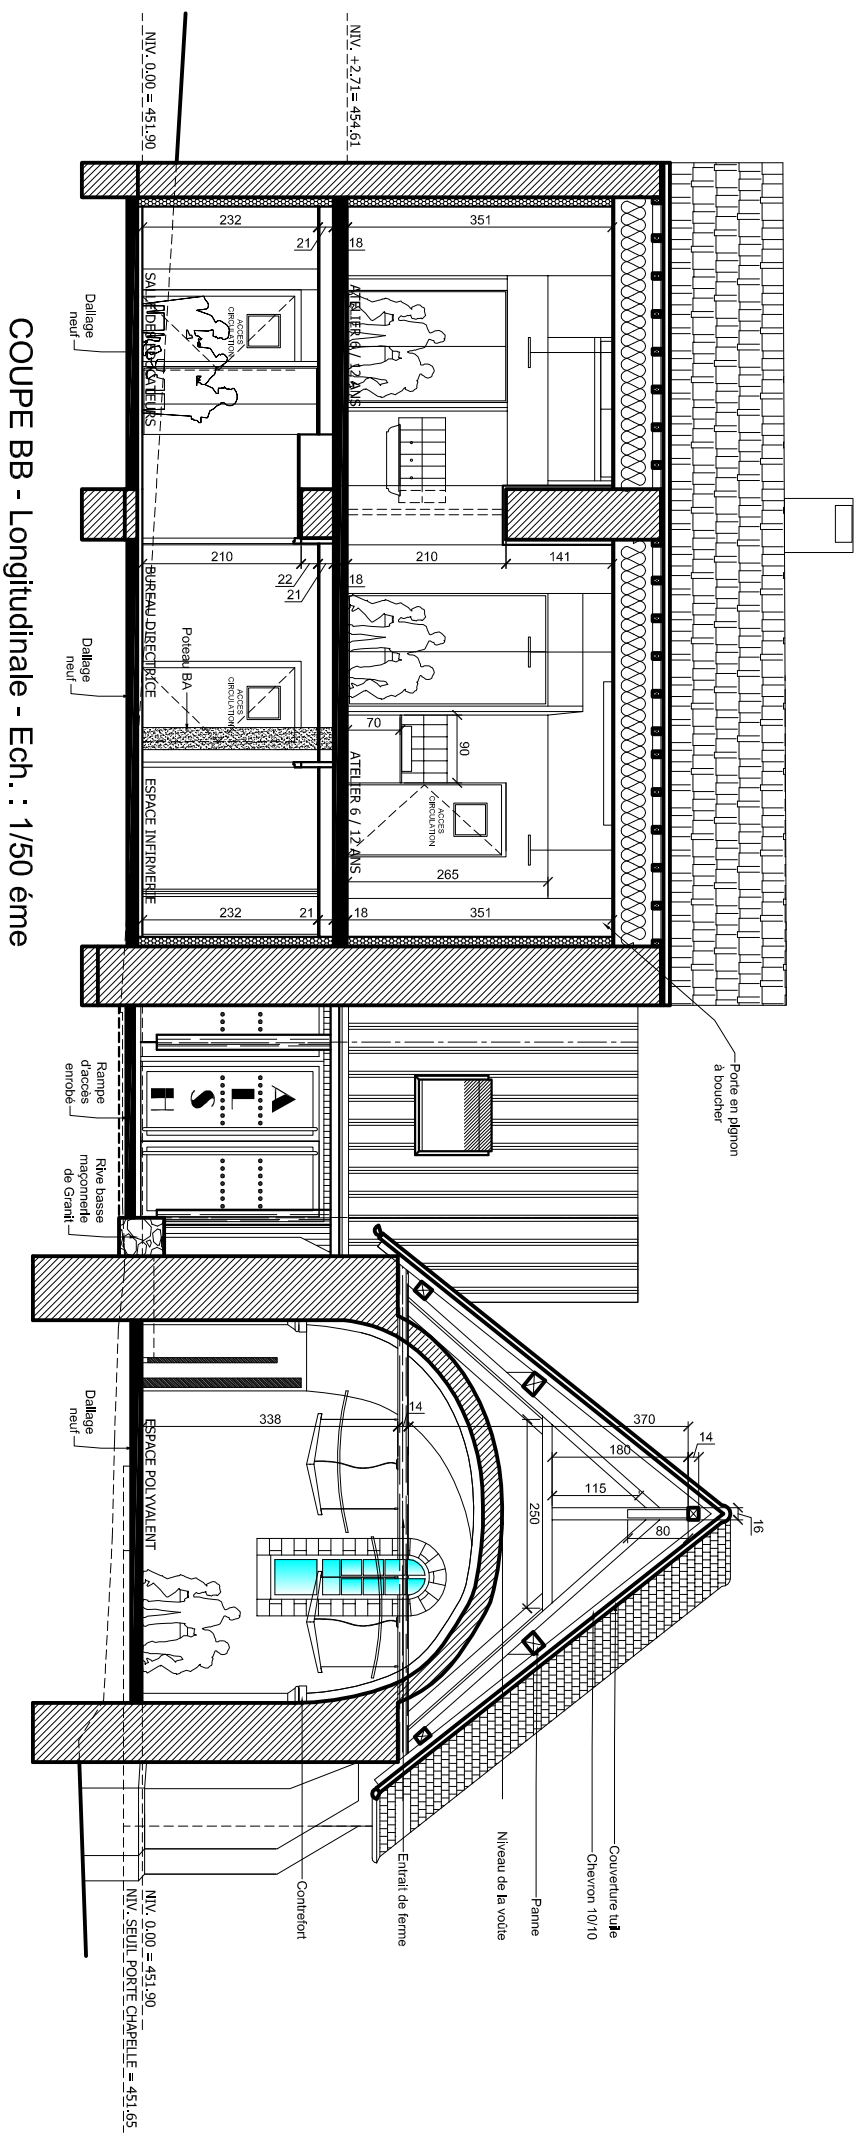 NIV. +2.71= 454.61
NIV. 0.00 = 451.90
351
18
21
232
ATELIER 6 / 12 ANS
ACCES
CIRCULATION
Dallage
neuf
141
210
18
21
22
210
BUREAU DIRECTRICE
ACCES
CIRCULATION
Poteau BA
Dallage
neuf
70
90
ATELIER 6 / 12 ANS
ACCES
CIRCULATION
265
ESPACE INFIRMERIE
351
18
21
232
Porte en pignon
à boucher
A
L
S
H
Rampe
d'accès
enrobé
Rive basse
maçonnerie
de Granit
370
14
180
115
250
80
16
14
338
ESPACE POLYVALENT
Dallage
neuf
Couverture tuile
Chevron 10/10
Panne
Niveau de la voûte
Entrait de ferme
Contrefort
NIV. 0.00 = 451.90
NIV. SEUIL PORTE CHAPELLE = 451.65
COUPE BB - Longitudinale - Ech. : 1/50 éme